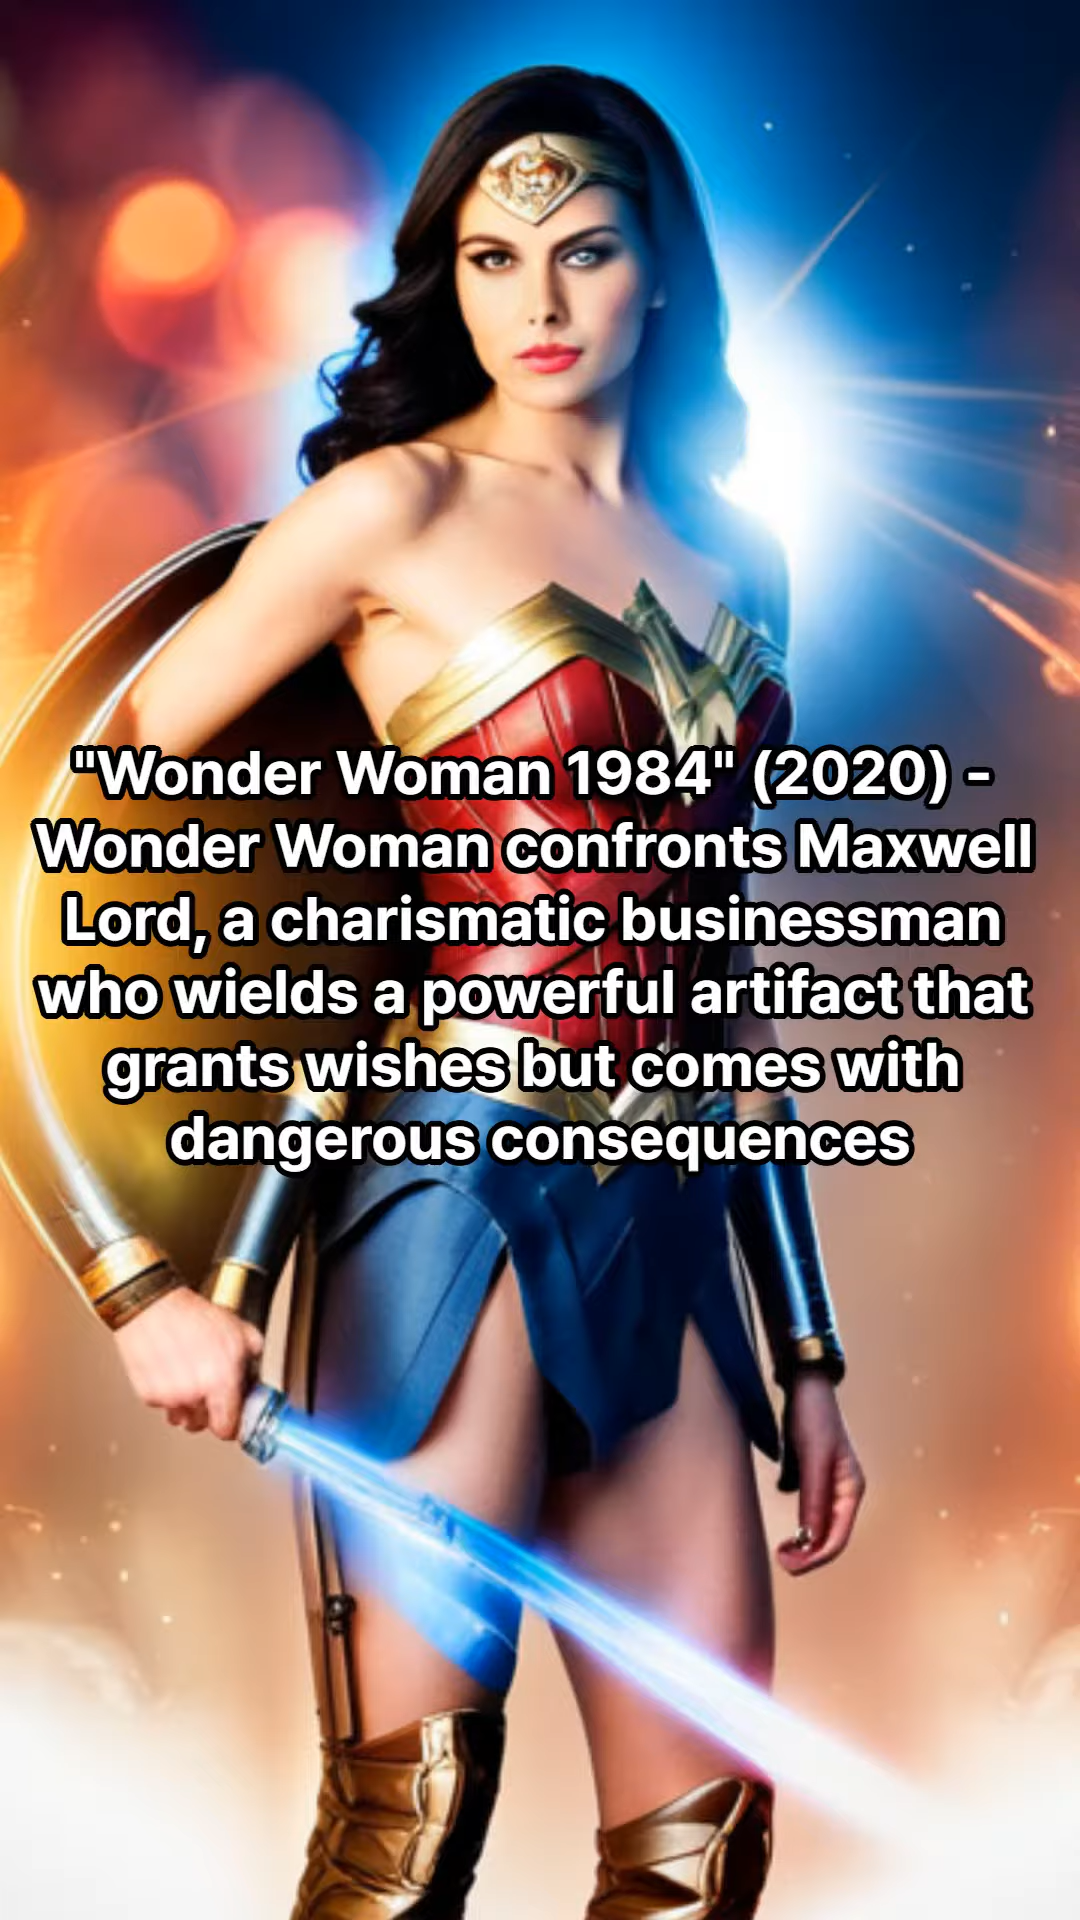 "Wonder Woman 1984" (2020) -
Wonder Woman confronts Maxwell
Lord, a charismatic businessman
who wields a powerful artifact that
grants wishes but comes with
dangerous consequences